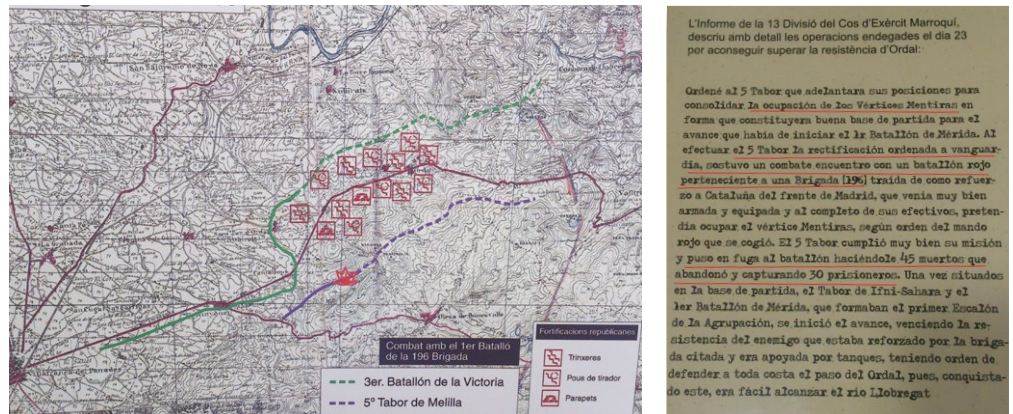 Combat amb el 1er Batalló
de la 196 Brigada
3er. Batallón de la Victoria
5º Tabor de Melilla
Fortificacions republicanes
Trinxeres
Pous de tirador
Parapets
L'Informe de la 13 Divisió del Cos d'Exèrcit Marroquí,
descriu amb detall les operacions endegades el dia 23
per aconseguir superar la resistència d'Ordal:
Ordené al 5 Tabor que adelantara sus posiciones para
consolidar la ocupación de los Vértices Mentiras en
forma que constituyera buena base de partida para el
avance que había de iniciar el 1r Batallón de Mérida. Al
efectuar el 5 Tabor la rectificación ordenada a vanguar-
dia, sostuvo un combate encuentro con un batallón rojo
perteneciente a una Brigada [196] traída de como refuer-
zo a Cataluña del frente de Madrid, que venía muy bien
armada y equipada y al completo de sus efectivos, preten-
día ocupar el vértice Mentiras, según orden del mando
rojo que se cogió. El 5 Tabor cumplió muy bien su misión
y puso en fuga al batallón haciéndole 45 muertos que
abandonó y capturando 30 prisioneros. Una vez situados
en la base de partida, el Tabor de Ifni-Sahara y el
1er Batallón de Mérida, que formaban el primer Escalón
de la Agrupación, se inició el avance, venciendo la re-
sistencia del enemigo que estaba reforzado por la briga-
da citada y era apoyada por tanques, teniendo orden de
defender a toda costa el paso del Ordal, pues, conquista-
do este, era fácil alcanzar el río Llobregat